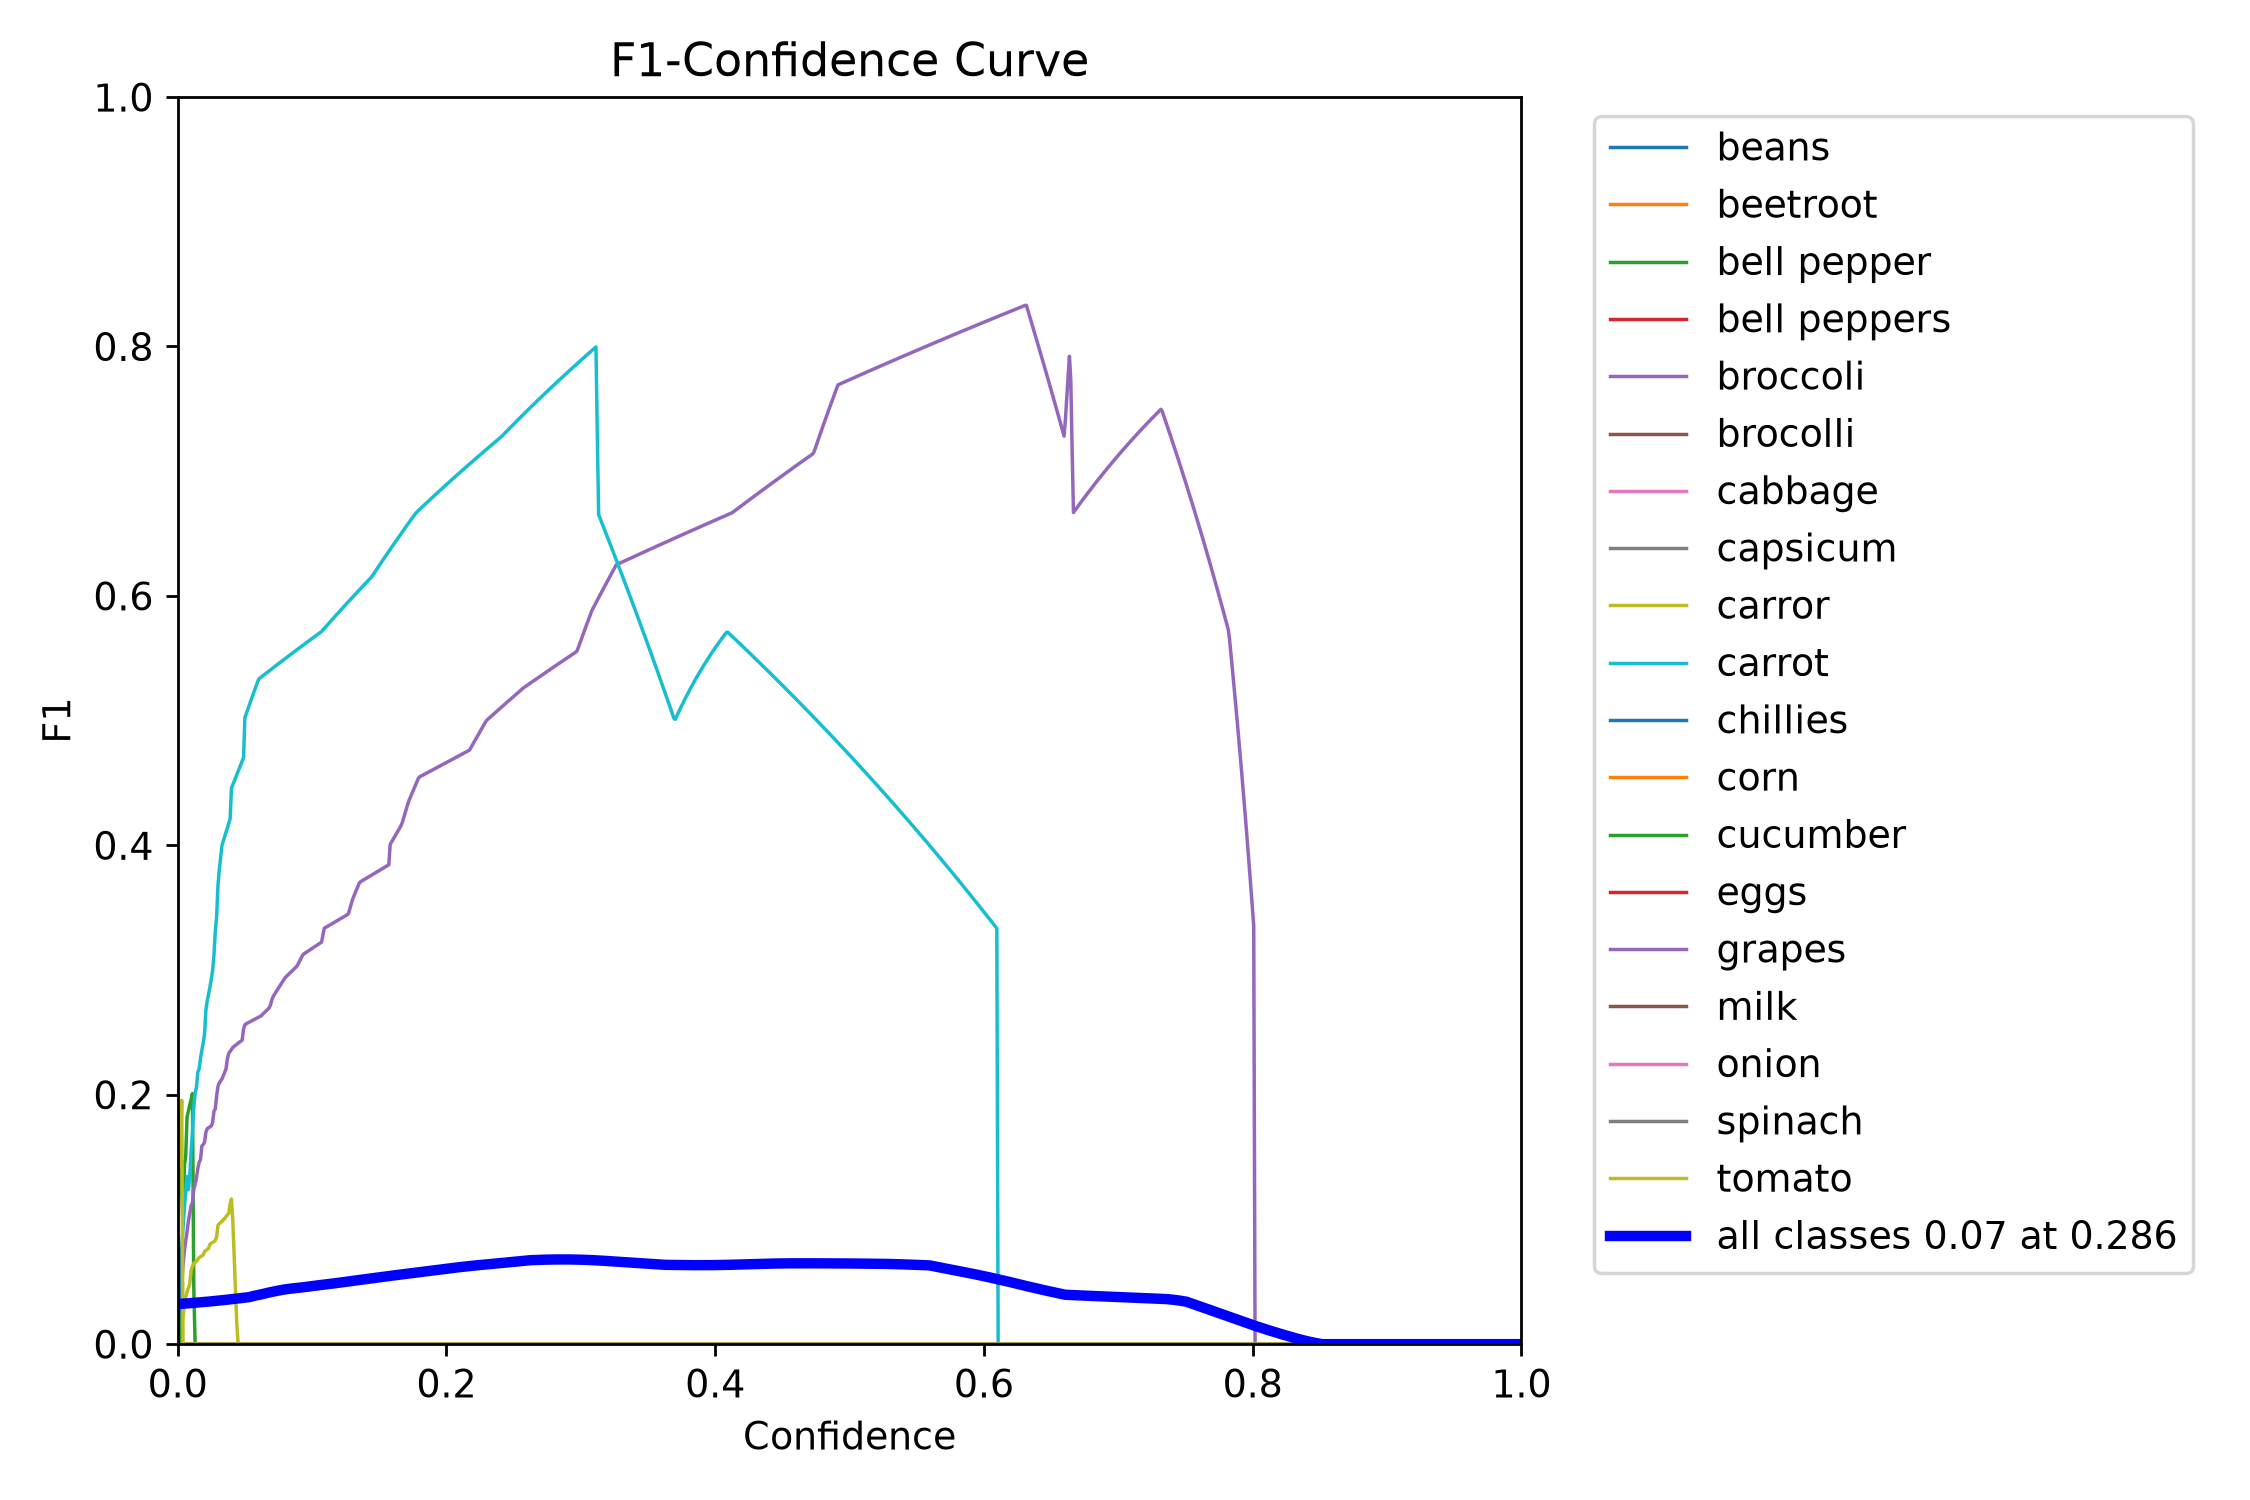 F1-Confidence Curve
1.0
0.8
0.6
0.4
0.2
0.0
F1
0.0 0.2 0.4 0.6 0.8 1.0
Confidence
beans
beetroot
bell pepper
bell peppers
broccoli
brocolli
cabbage
capsicum
carror
carrot
chillies
corn
cucumber
eggs
grapes
milk
onion
spinach
tomato
all classes 0.07 at 0.286